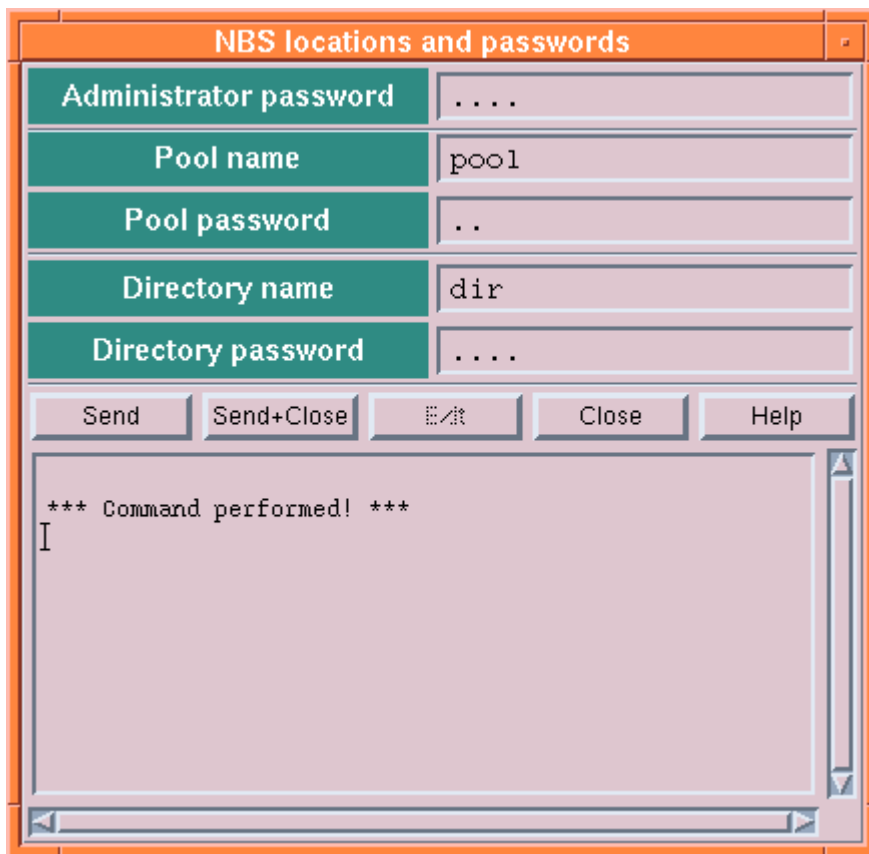 NBS locations and passwords
Administrator password ....
Pool name pool
Pool password ..
Directory name dir
Directory password ....
Send Send+Close Exit Close Help
*** Command performed! ***